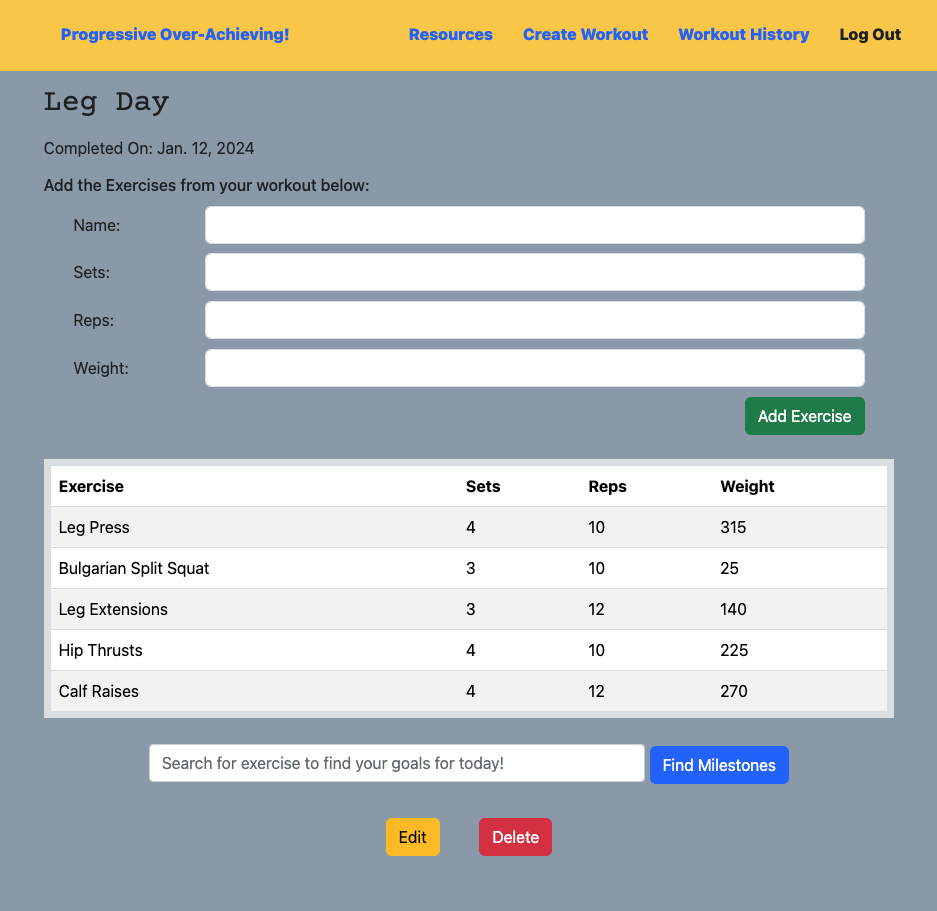 Progressive Over-Achieving! Resources Create Workout Workout History Log Out
Leg Day
Completed On: Jan. 12, 2024
Add the Exercises from your workout below:
Name:
Sets:
Reps:
Weight:
Add Exercise
Exercise Sets Reps Weight
Leg Press 4 10 315
Bulgarian Split Squat 3 10 25
Leg Extensions 3 12 140
Hip Thrusts 4 10 225
Calf Raises 4 12 270
Search for exercise to find your goals for today! Find Milestones
Edit Delete